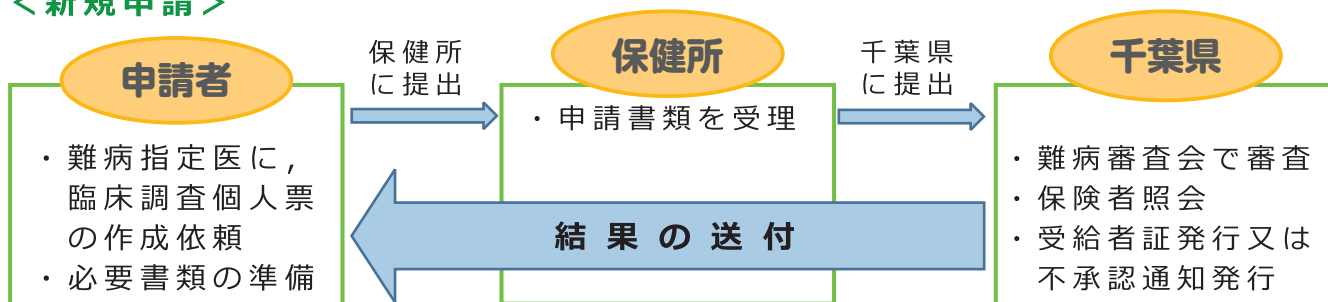 ＜新規申請＞
申請者
保健所
に提出
保健所
千葉県
に提出
千葉県
・難病指定医に，
臨床調査個人票
の作成依頼
・必要書類の準備
・申請書類を受理
・難病審査会で審査
・保険者照会
・受給者証発行又は
不承認通知発行
結果の送付